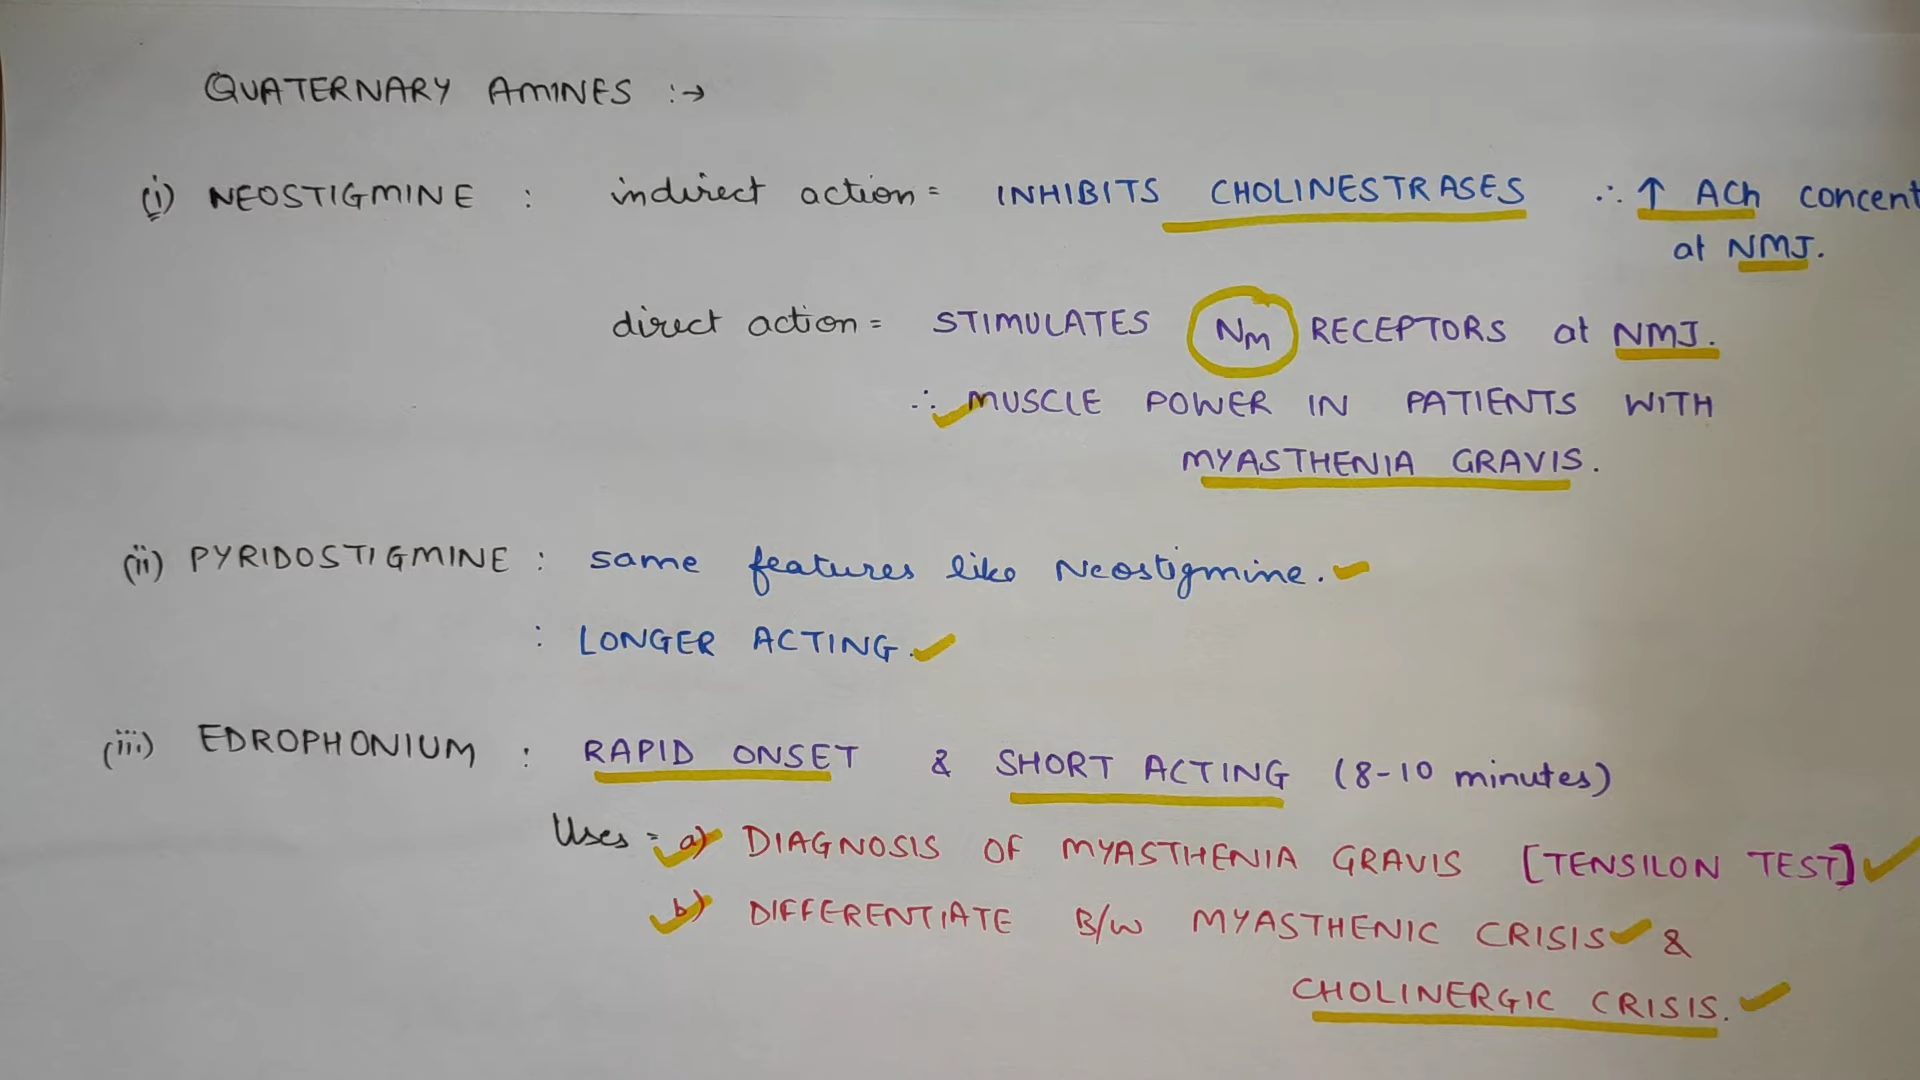 QUATERNARY AMINES :→
(i) NEOSTIGMINE : indirect action = INHIBITS CHOLINESTRASES ∴ ↑ ACh concent
at NMJ.
direct action = STIMULATES NM RECEPTORS at NMJ.
∴ MUSCLE POWER IN PATIENTS WITH
MYASTHENIA GRAVIS.
(ii) PYRIDOSTIGMINE : same features like Neostigmine.
: LONGER ACTING.
(iii) EDROPHONIUM : RAPID ONSET & SHORT ACTING (8-10 minutes)
Uses = a) DIAGNOSIS OF MYASTHENIA GRAVIS [TENSILON TEST]
b) DIFFERENTIATE B/W MYASTHENIC CRISIS &
CHOLINERGIC CRISIS.